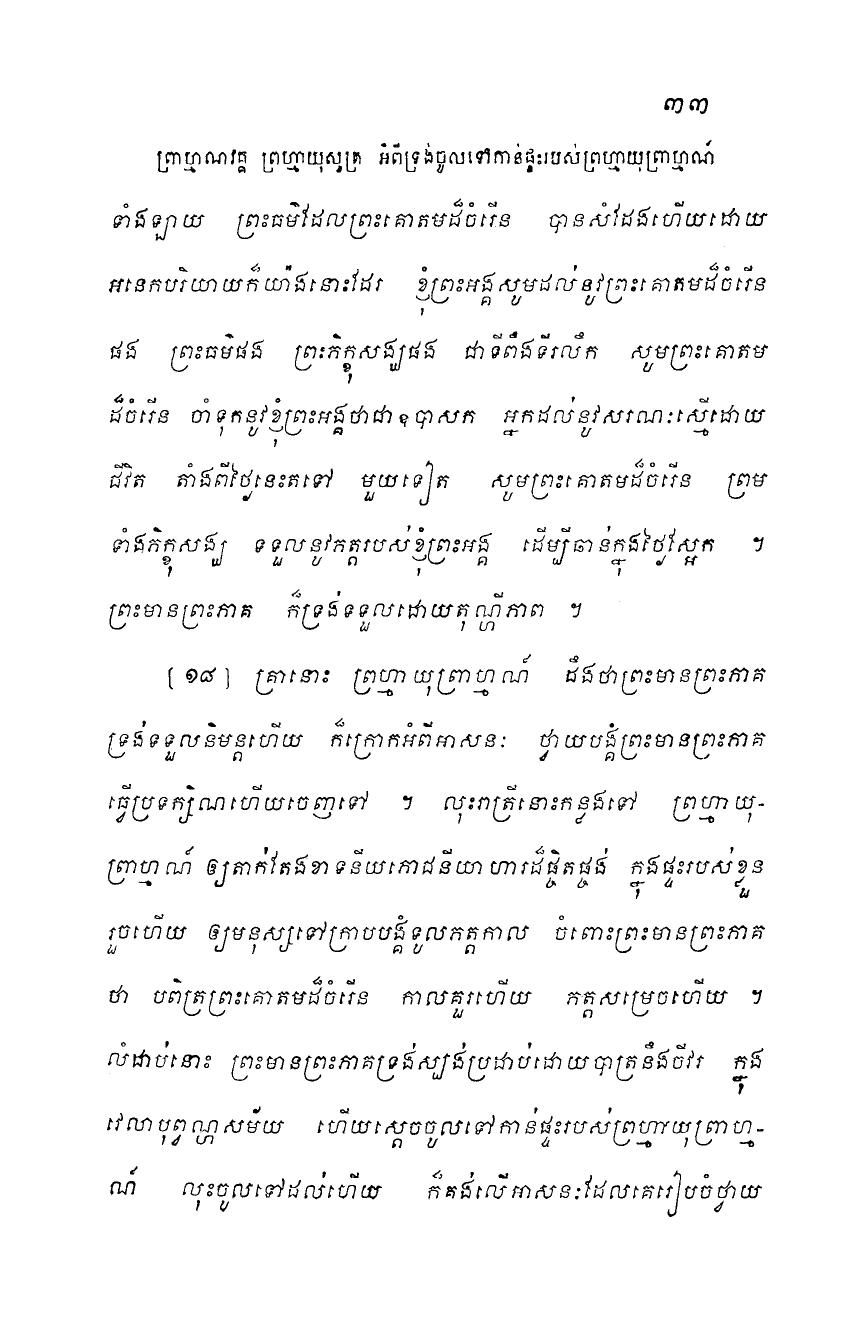 ៣៣
ព្រាហ្មណវគ្គ ព្រហ្មាយុសូត្រ អំពីទ្រង់ចូលទៅកាន់ផ្ទះរបស់ព្រហ្មាយុព្រាហ្មណ៍
ទាំងឡាយ ព្រះធម៌ដែលព្រះគោតមដ៏ចំរើន បានសំដែងហើយដោយ
អនេកបរិយាយក៏យ៉ាងនោះដែរ ខ្ញុំព្រះអង្គសូមដល់នូវព្រះគោតមដ៏ចំរើន
ផង ព្រះធម៌ផង ព្រះភិក្ខុសង្ឃផង ជាទីពឹងទីរលឹក សូមព្រះគោតម
ដ៏ចំរើន ចាំទុកនូវខ្ញុំព្រះអង្គថាជាឧបាសក អ្នកដល់នូវសរណៈស្មើដោយ
ជីវិត តាំងពីថ្ងៃនេះតទៅ មួយទៀត សូមព្រះគោតមដ៏ចំរើន ព្រម
ទាំងភិក្ខុសង្ឃ ទទួលនូវភត្តរបស់ខ្ញុំព្រះអង្គ ដើម្បីឆាន់ក្នុងថ្ងៃស្អែក ។
ព្រះមានព្រះភាគ ក៏ទ្រង់ទទួលដោយតុណ្ហីភាព ។
[១៨] គ្រានោះ ព្រហ្មាយុព្រាហ្មណ៍ ដឹងថាព្រះមានព្រះភាគ
ទ្រង់ទទួលនិមន្តហើយ ក៏ក្រោកអំពីអាសនៈ ថ្វាយបង្គំព្រះមានព្រះភាគ
ធ្វើប្រទក្សិណហើយចេញទៅ ។ លុះរាត្រីនោះកន្លងទៅ ព្រហ្មាយុ-
ព្រាហ្មណ៍ ឲ្យតាក់តែងខាទនីយភោជនីយាហារដ៏ផ្ចិតផ្ចង់ ក្នុងផ្ទះរបស់ខ្លួន
រួចហើយ ឲ្យមនុស្សទៅក្រាបបង្គំទូលភត្តកាល ចំពោះព្រះមានព្រះភាគ
ថា បពិត្រព្រះគោតមដ៏ចំរើន កាលគួរហើយ ភត្តសម្រេចហើយ ។
លំដាប់នោះ ព្រះមានព្រះភាគទ្រង់ស្បង់ប្រដាប់ដោយបាត្រនឹងចីវរ ក្នុង
វេលាបុព្វណ្ហសម័យ ហើយស្តេចចូលទៅកាន់ផ្ទះរបស់ព្រហ្មាយុព្រាហ្ម-
ណ៍ លុះចូលទៅដល់ហើយ ក៏គង់លើអាសនៈដែលគេរៀបចំថ្វាយ